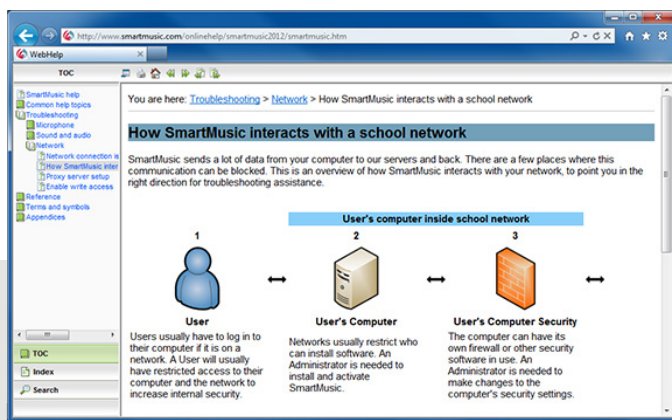 http://www.smartmusic.com/onlinehelp/smartmusic2012/smartmusic.htm
WebHelp
TOC
SmartMusic help
Common help topics
Troubleshooting
Microphone
Sound and audio
Network
Network connection is
How SmartMusic inter
Proxy server setup
Enable write access
Reference
Terms and symbols
Appendices
TOC
Index
Search
You are here: Troubleshooting > Network > How SmartMusic interacts with a school network
How SmartMusic interacts with a school network
SmartMusic sends a lot of data from your computer to our servers and back. There are a few places where this
communication can be blocked. This is an overview of how SmartMusic interacts with your network, to point you in the
right direction for troubleshooting assistance.
User's computer inside school network
1
User
Users usually have to log in to
their computer if it is on a
network. A User will usually
have restricted access to their
computer and the network to
increase internal security.
2
User's Computer
Networks usually restrict who
can install software. An
Administrator is needed to
install and activate
SmartMusic.
3
User's Computer Security
The computer can have its
own firewall or other security
software in use. An
Administrator is needed to
make changes to the
computer's security settings.